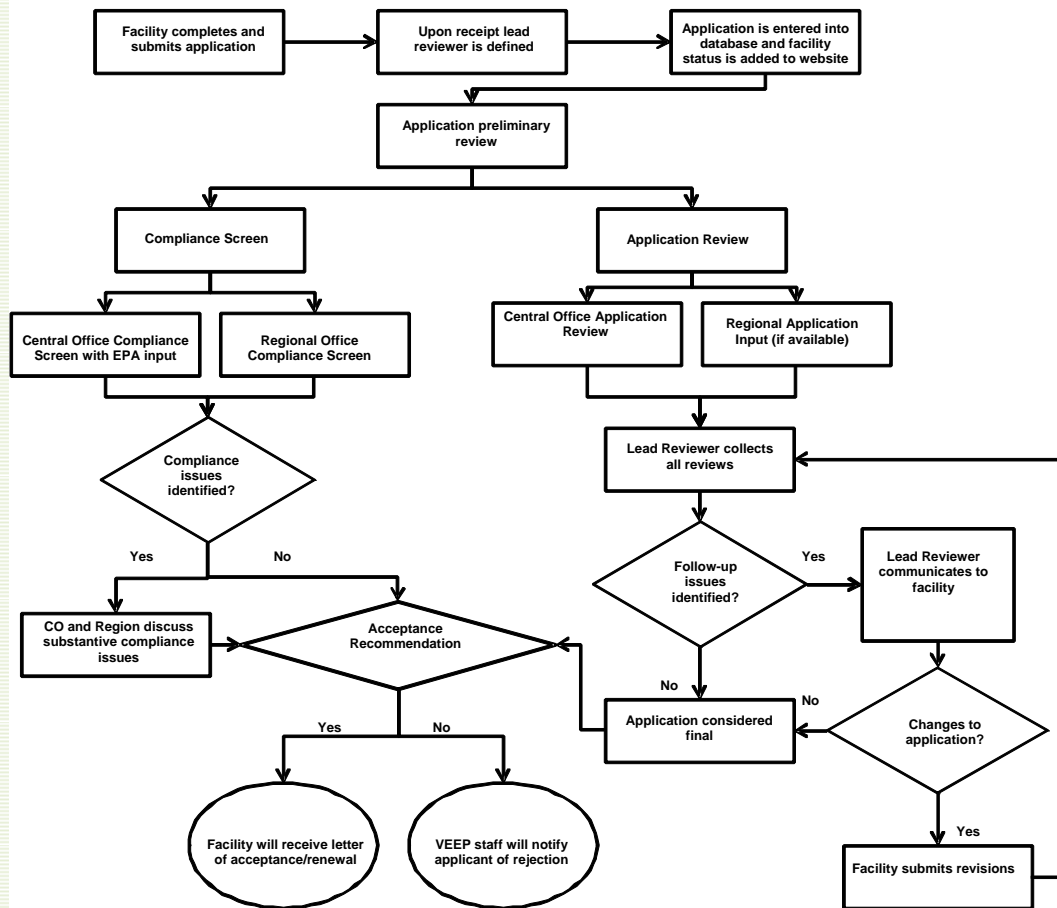 Facility completes and
submits application
Upon receipt lead
reviewer is defined
Application is entered into
database and facility
status is added to website
Application preliminary
review
Compliance Screen
Application Review
Central Office Compliance
Screen with EPA input
Regional Office
Compliance Screen
Central Office Application
Review
Regional Application
Input (if available)
Compliance
issues
identified?
Lead Reviewer collects
all reviews
Yes
No
Follow-up
issues
identified?
Yes
Lead Reviewer
communicates to
facility
CO and Region discuss
substantive compliance
issues
Acceptance
Recommendation
No
Application considered
final
No
Changes to
application?
Yes
No
Facility will receive letter
of acceptance/renewal
VEEP staff will notify
applicant of rejection
Yes
Facility submits revisions